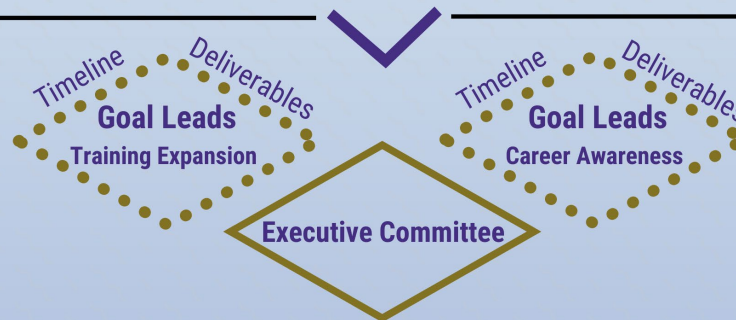 Timeline
Deliverables
Goal Leads
Training Expansion
Timeline
Deliverables
Goal Leads
Career Awareness
Executive Committee